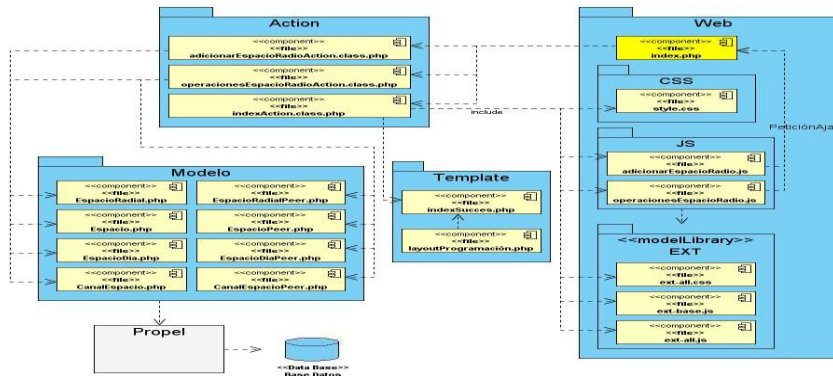 Action
<<component>>
<<file>>
adicionarEspacioRadioAction.class.php
<<component>>
<<file>>
operacionesEspacioRadioAction.class.php
<<component>>
<<file>>
indexAction.class.php
Web
<<component>>
<<file>>
index.php
CSS
<<component>>
<<file>>
style.css
include
PeticiónAja
JS
<<component>>
<<file>>
adicionarEspacioRadio.js
<<component>>
<<file>>
operacionesEspacioRadio.js
<<modelLibrary>>
EXT
<<component>>
<<file>>
ext-all.css
<<component>>
<<file>>
ext-base.js
<<component>>
<<file>>
ext-all.js
Modelo
<<component>>
<<file>>
EspacioRadial.php
<<component>>
<<file>>
EspacioRadialPeer.php
<<component>>
<<file>>
Espacio.php
<<component>>
<<file>>
EspacioPeer.php
<<component>>
<<file>>
EspacioDia.php
<<component>>
<<file>>
EspacioDiaPeer.php
<<component>>
<<file>>
CanalEspacio.php
<<component>>
<<file>>
CanalEspacioPeer.php
Template
<<component>>
<<file>>
indexSucces.php
<<component>>
<<file>>
layoutProgramación.php
Propel
<<Data Base>>
Base Datos